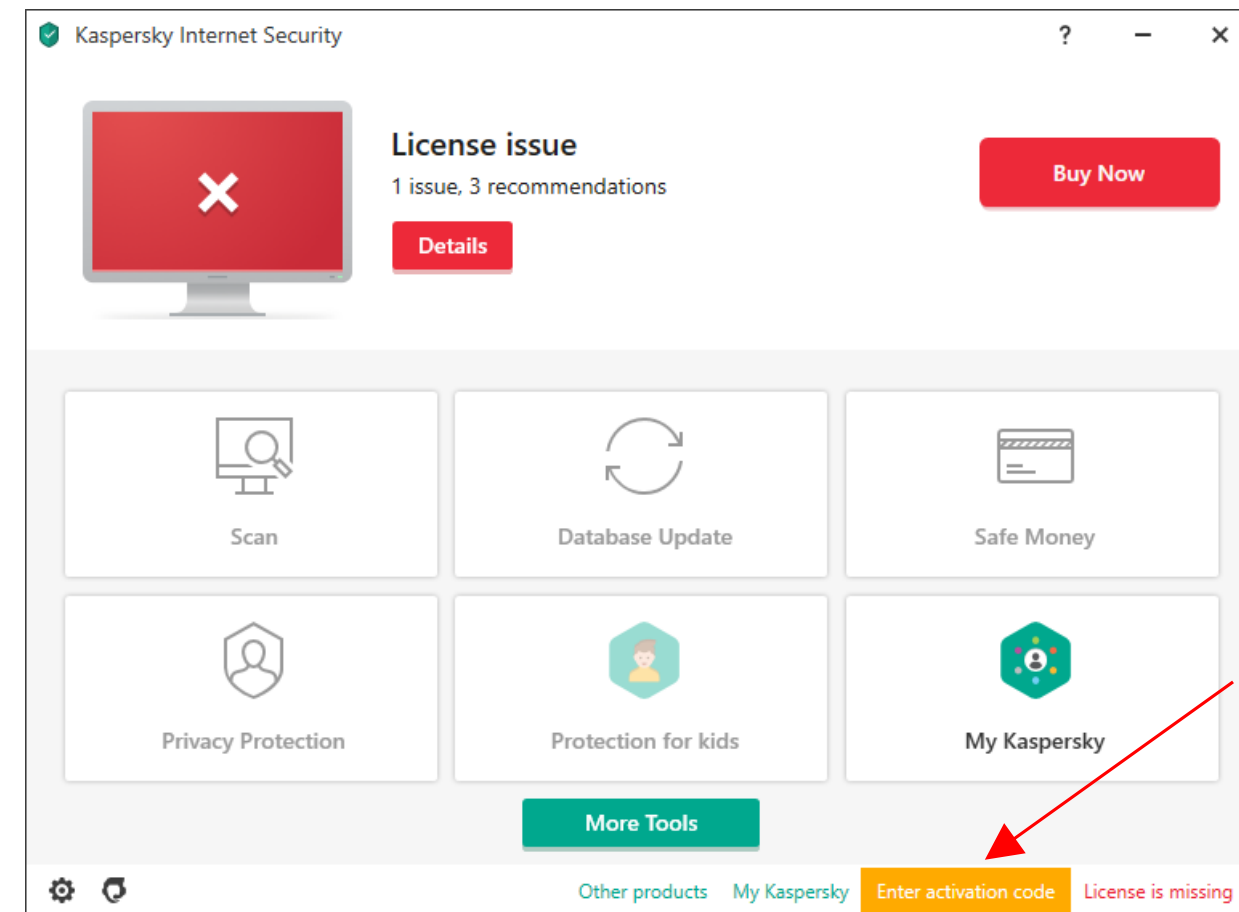 Kaspersky Internet Security
?
License issue
1 issue, 3 recommendations
Buy Now
Details
Scan
Database Update
Safe Money
Privacy Protection
Protection for kids
My Kaspersky
More Tools
Other products My Kaspersky Enter activation code License is missing